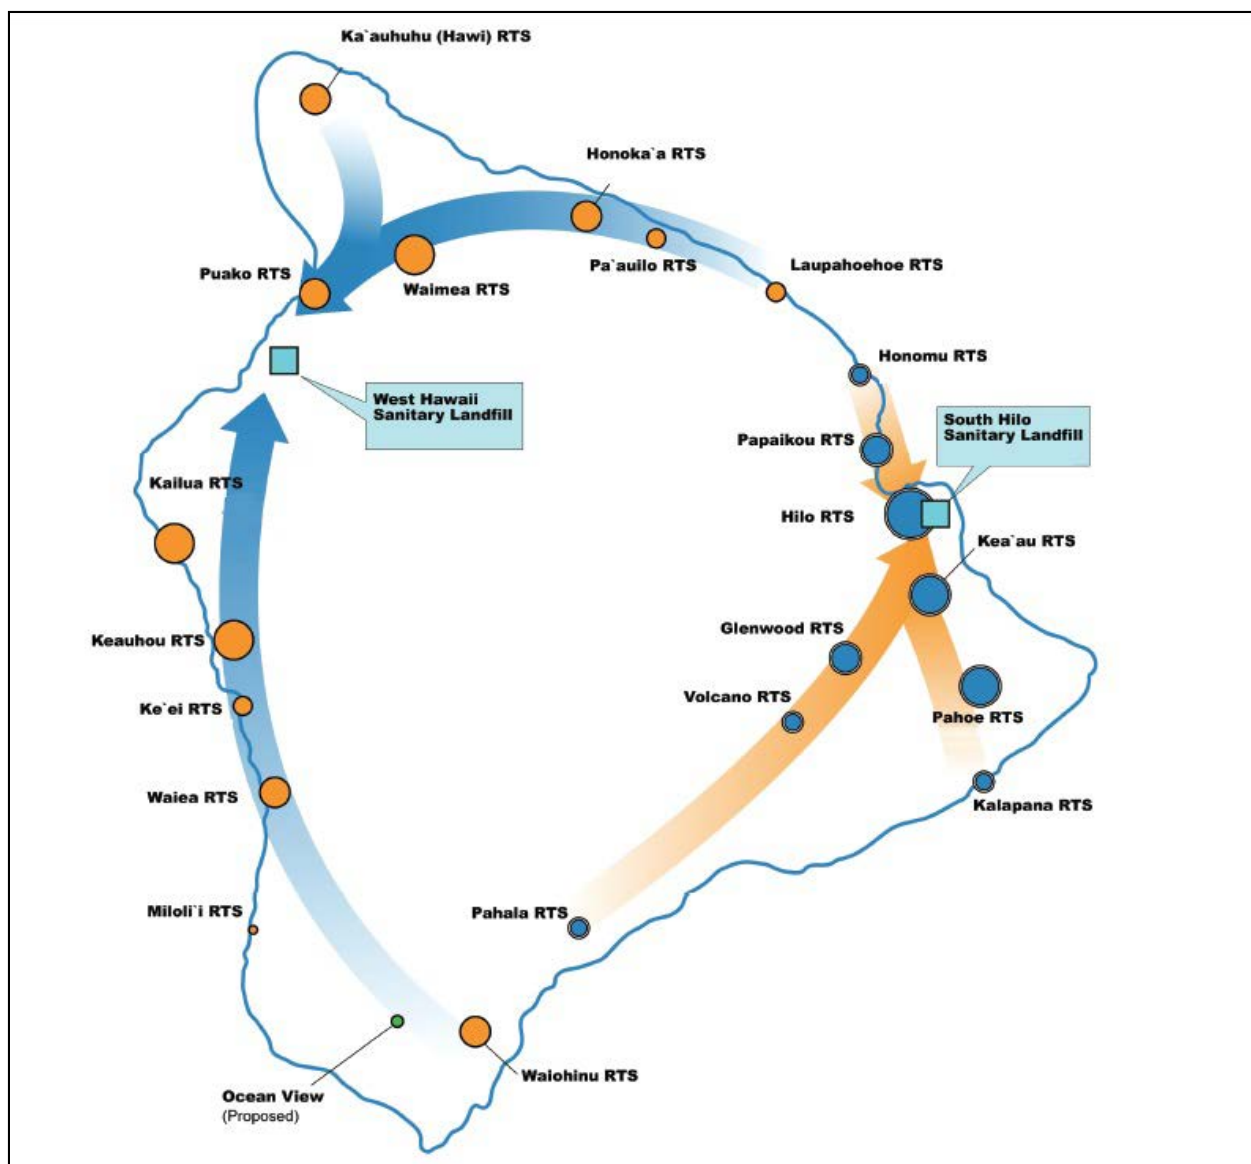 Ka`auhuhu (Hawi) RTS
Honoka`a RTS
Pa`auilo RTS
Laupahoehoe RTS
Puako RTS
Waimea RTS
Honomu RTS
West Hawaii
Sanitary Landfill
South Hilo
Sanitary Landfill
Papaikou RTS
Kailua RTS
Hilo RTS
Kea`au RTS
Keauhou RTS
Glenwood RTS
Ke`ei RTS
Volcano RTS
Pahoe RTS
Waiea RTS
Kalapana RTS
Miloli`i RTS
Pahala RTS
Waiohinu RTS
Ocean View
(Proposed)